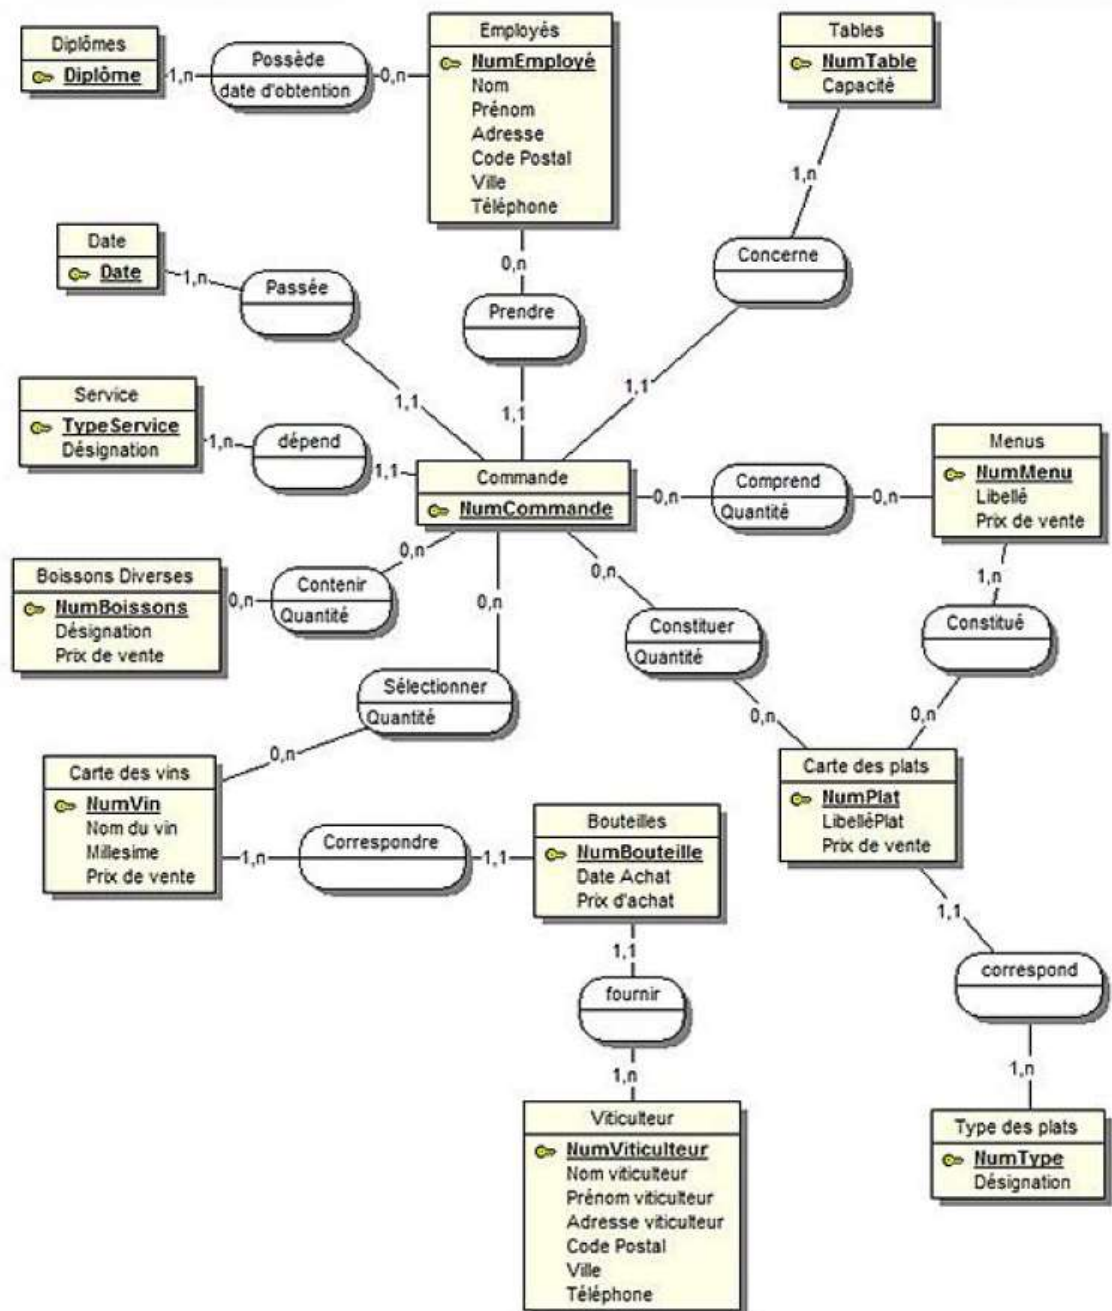 Diplômes
Diplôme
1,n
Possède
date d'obtention
0,n
Employés
NumEmployé
Nom
Prénom
Adresse
Code Postal
Ville
Téléphone
Tables
NumTable
Capacité
1,n
Concerne
1,1
Date
Date
1,n
Passée
1,1
0,n
Prendre
1,1
Service
TypeService
Désignation
1,n
dépend
1,1
Commande
NumCommande
0,n
Comprend
Quantité
0,n
Menus
NumMenu
Libellé
Prix de vente
Boissons Diverses
NumBoissons
Désignation
Prix de vente
0,n
Contenir
Quantité
0,n
0,n
Sélectionner
Quantité
0,n
0,n
Constituer
Quantité
0,n
1,n
Constitué
0,n
Carte des vins
NumVin
Nom du vin
Millesime
Prix de vente
1,n
Correspondre
1,1
Bouteilles
NumBouteille
Date Achat
Prix d'achat
Carte des plats
NumPlat
LibelléPlat
Prix de vente
1,1
correspond
1,n
1,1
fournir
1,n
Viticulteur
NumViticulteur
Nom viticulteur
Prénom viticulteur
Adresse viticulteur
Code Postal
Ville
Téléphone
Type des plats
NumType
Désignation